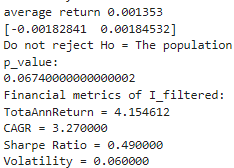 average return 0.001353
[-0.00182841  0.00184532]
Do not reject Ho = The population
p_value:
0.06740000000000002
Financial metrics of I_filtered:
TotaAnnReturn = 4.154612
CAGR = 3.270000
Sharpe Ratio = 0.490000
Volatility = 0.060000